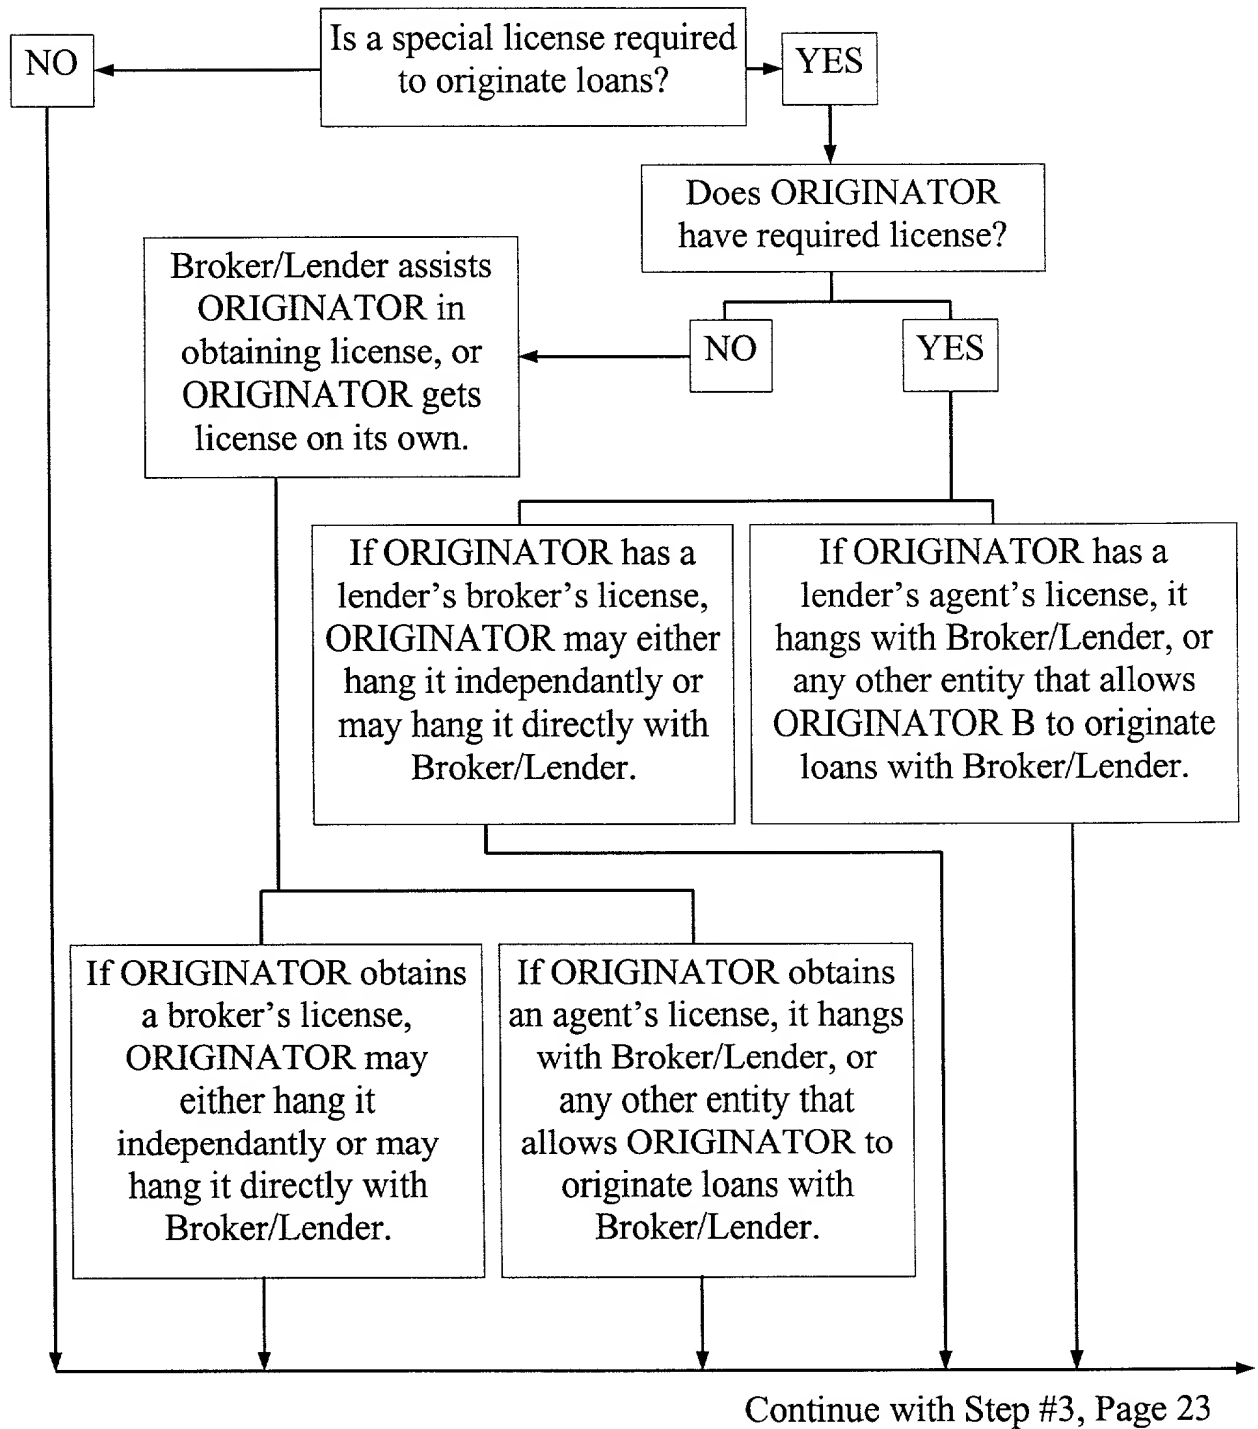 Is a special license required
to originate loans?
NO
YES
Does ORIGINATOR
have required license?
Broker/Lender assists
ORIGINATOR in
obtaining license, or
ORIGINATOR gets
license on its own.
NO
YES
If ORIGINATOR has a
lender's broker's license,
ORIGINATOR may either
hang it independantly or
may hang it directly with
Broker/Lender.
If ORIGINATOR has a
lender's agent's license, it
hangs with Broker/Lender, or
any other entity that allows
ORIGINATOR B to originate
loans with Broker/Lender.
If ORIGINATOR obtains
a broker's license,
ORIGINATOR may
either hang it
independantly or may
hang it directly with
Broker/Lender.
If ORIGINATOR obtains
an agent's license, it hangs
with Broker/Lender, or
any other entity that
allows ORIGINATOR to
originate loans with
Broker/Lender.
Continue with Step #3, Page 23